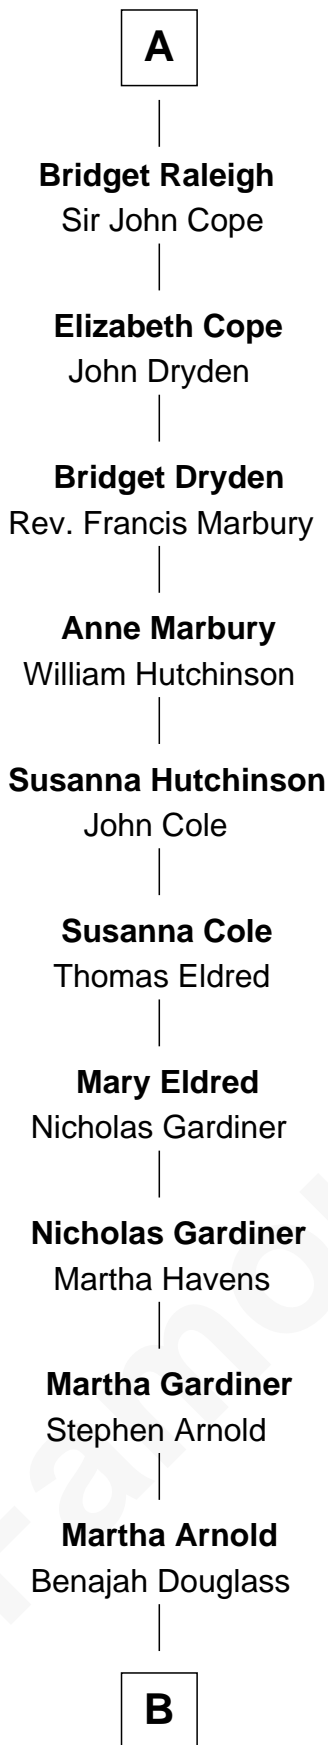 A
Bridget Raleigh
Sir John Cope
Elizabeth Cope
John Dryden
Bridget Dryden
Rev. Francis Marbury
Anne Marbury
William Hutchinson
Susanna Hutchinson
John Cole
Susanna Cole
Thomas Eldred
Mary Eldred
Nicholas Gardiner
Nicholas Gardiner
Martha Havens
Martha Gardiner
Stephen Arnold
Martha Arnold
Benajah Douglass
B
Famo